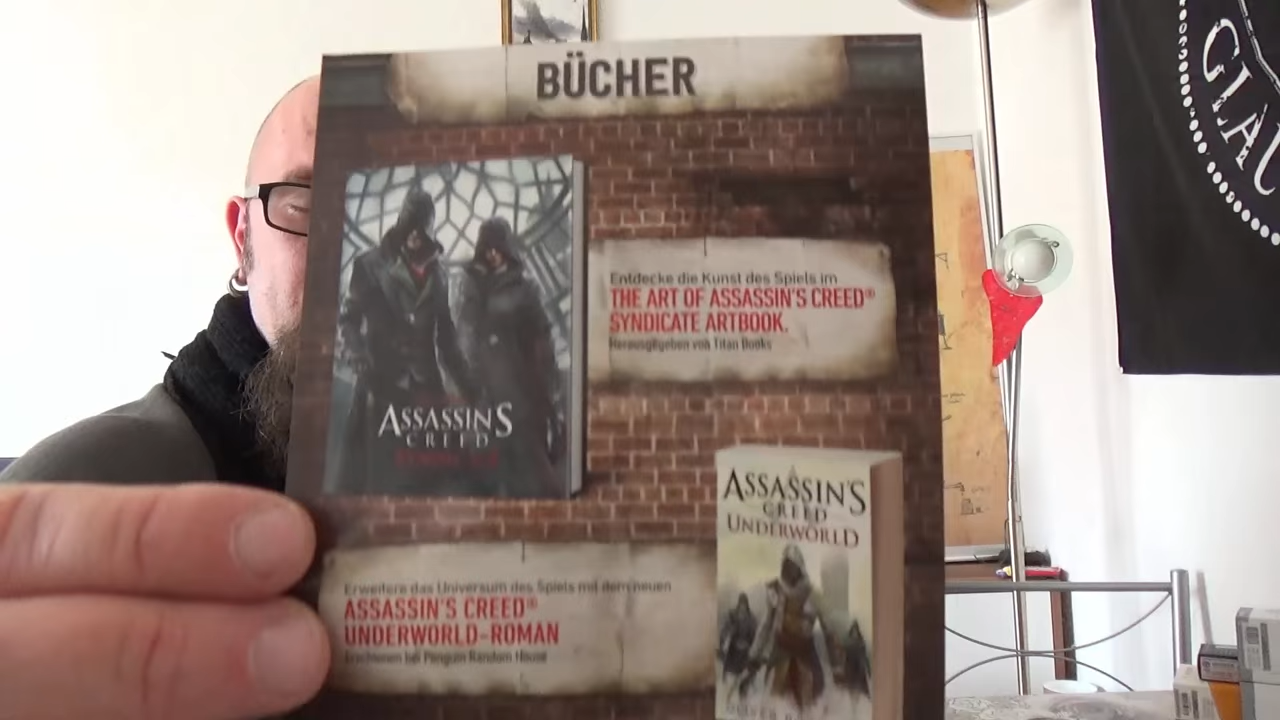 BÜCHER
GLAU
Entdecke die Kunst des Spiels im
THE ART OF ASSASSIN'S CREED®
SYNDICATE ARTBOOK.
Herausgegeben von Titan Books
ASSASSIN'S
CREED
ASSASSIN'S
CREED
UNDERWORLD
Erweitere das Universum des Spiels mit dem neuen
ASSASSIN'S CREED®
UNDERWORLD-ROMAN
Erschienen bei Penguin Random House